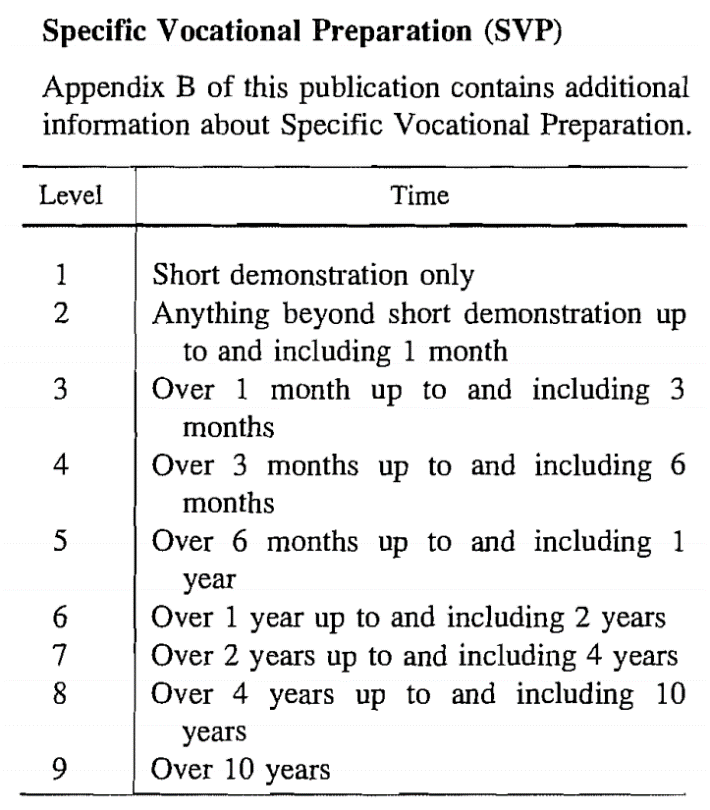 Specific Vocational Preparation (SVP)
Appendix B of this publication contains additional
information about Specific Vocational Preparation.
Level Time
1 Short demonstration only
2 Anything beyond short demonstration up
to and including 1 month
3 Over 1 month up to and including 3
months
4 Over 3 months up to and including 6
months
5 Over 6 months up to and including 1
year
6 Over 1 year up to and including 2 years
7 Over 2 years up to and including 4 years
8 Over 4 years up to and including 10
years
9 Over 10 years